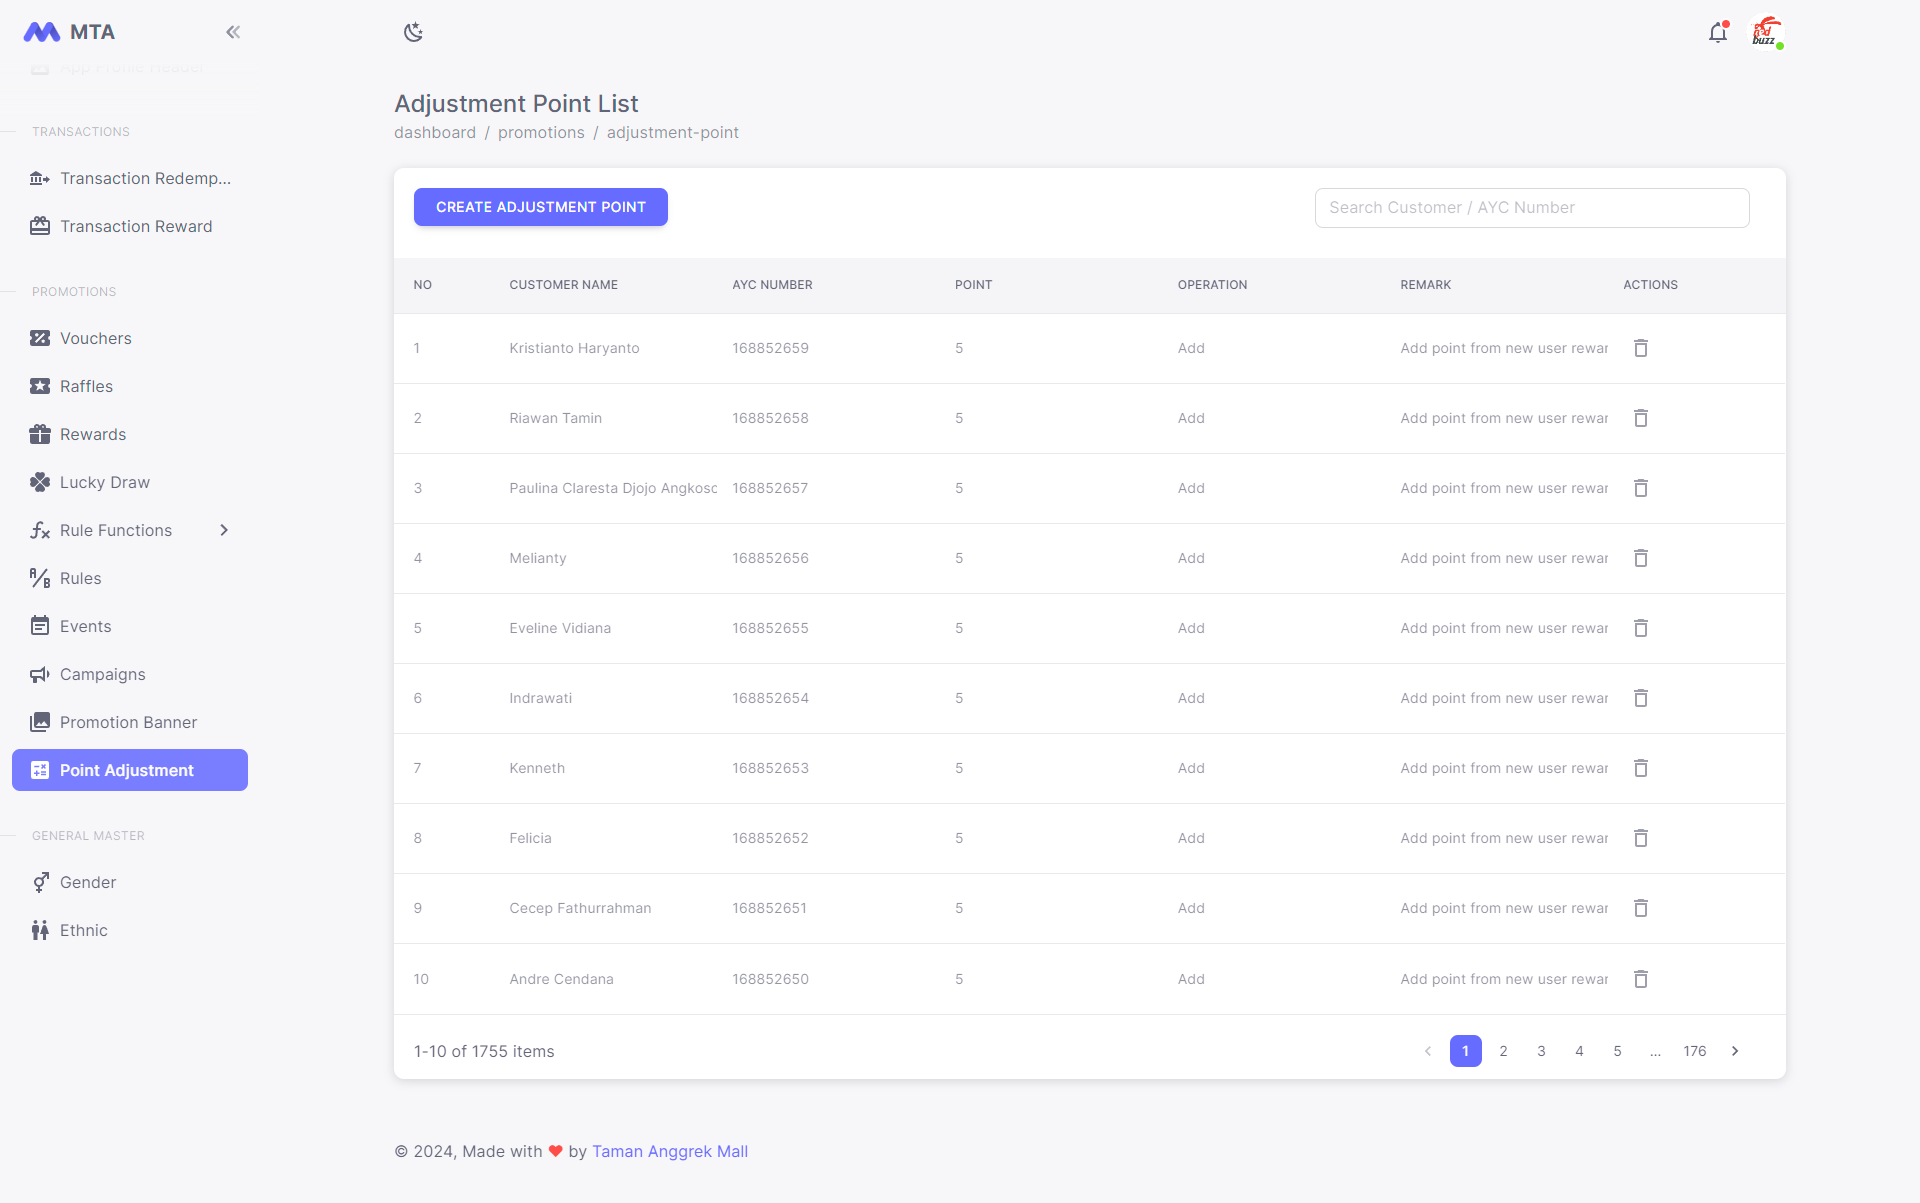 MTA
App Profile Header
TRANSACTIONS
Transaction Redemp...
Transaction Reward
PROMOTIONS
Vouchers
Raffles
Rewards
Lucky Draw
Rule Functions
Rules
Events
Campaigns
Promotion Banner
Point Adjustment
GENERAL MASTER
Gender
Ethnic
red
buzz
Adjustment Point List
dashboard / promotions / adjustment-point
CREATE ADJUSTMENT POINT
Search Customer / AYC Number
NO CUSTOMER NAME AYC NUMBER POINT OPERATION REMARK ACTIONS
1 Kristianto Haryanto 168852659 5 Add Add point from new user rewar
2 Riawan Tamin 168852658 5 Add Add point from new user rewar
3 Paulina Claresta Djojo Angkosc 168852657 5 Add Add point from new user rewar
4 Melianty 168852656 5 Add Add point from new user rewar
5 Eveline Vidiana 168852655 5 Add Add point from new user rewar
6 Indrawati 168852654 5 Add Add point from new user rewar
7 Kenneth 168852653 5 Add Add point from new user rewar
8 Felicia 168852652 5 Add Add point from new user rewar
9 Cecep Fathurrahman 168852651 5 Add Add point from new user rewar
10 Andre Cendana 168852650 5 Add Add point from new user rewar
1-10 of 1755 items
1 2 3 4 5 ... 176
© 2024, Made with ❤ by Taman Anggrek Mall